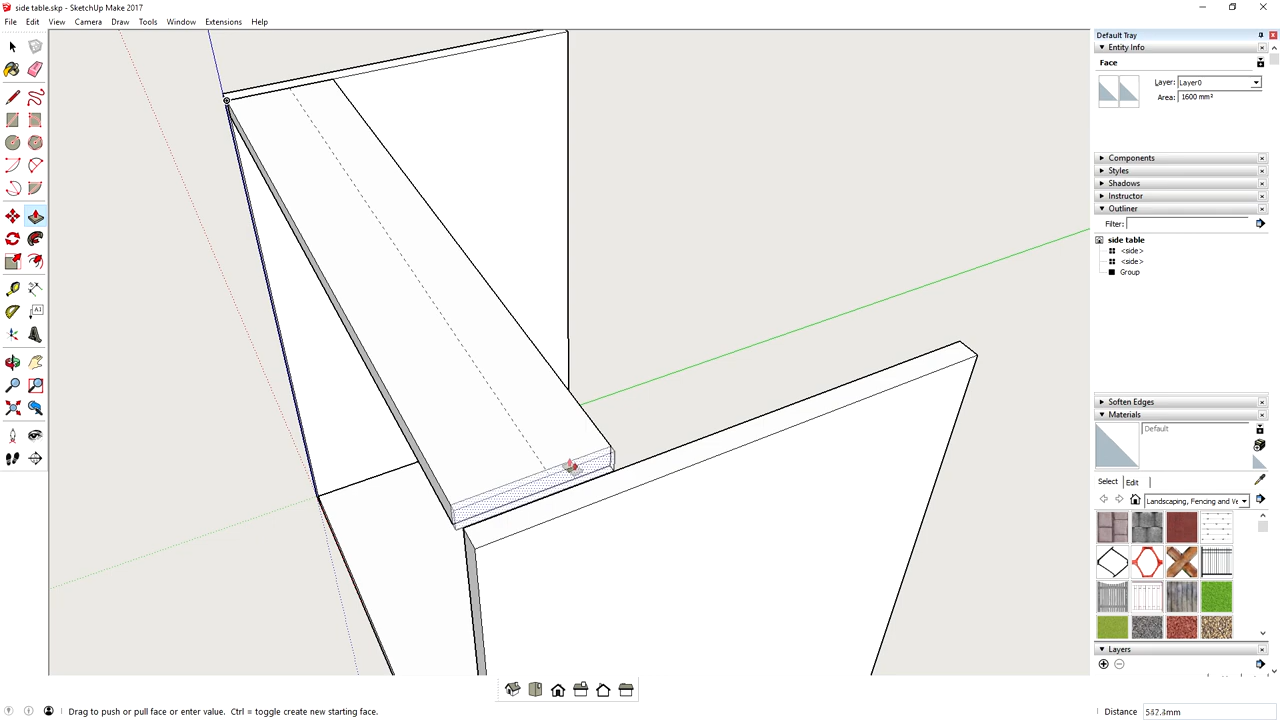 side table.skp - SketchUp Make 2017
File Edit View Camera Draw Tools Window Extensions Help
Default Tray
Entity Info
Face
Layer: Layer0
Area: 1600 mm²
Components
Styles
Shadows
Instructor
Outliner
Filter:
side table
<side>
<side>
Group
Soften Edges
Materials
Default
Select Edit
Landscaping, Fencing and Ve
Layers
Drag to push or pull face or enter value. Ctrl = toggle create new starting face.
Distance